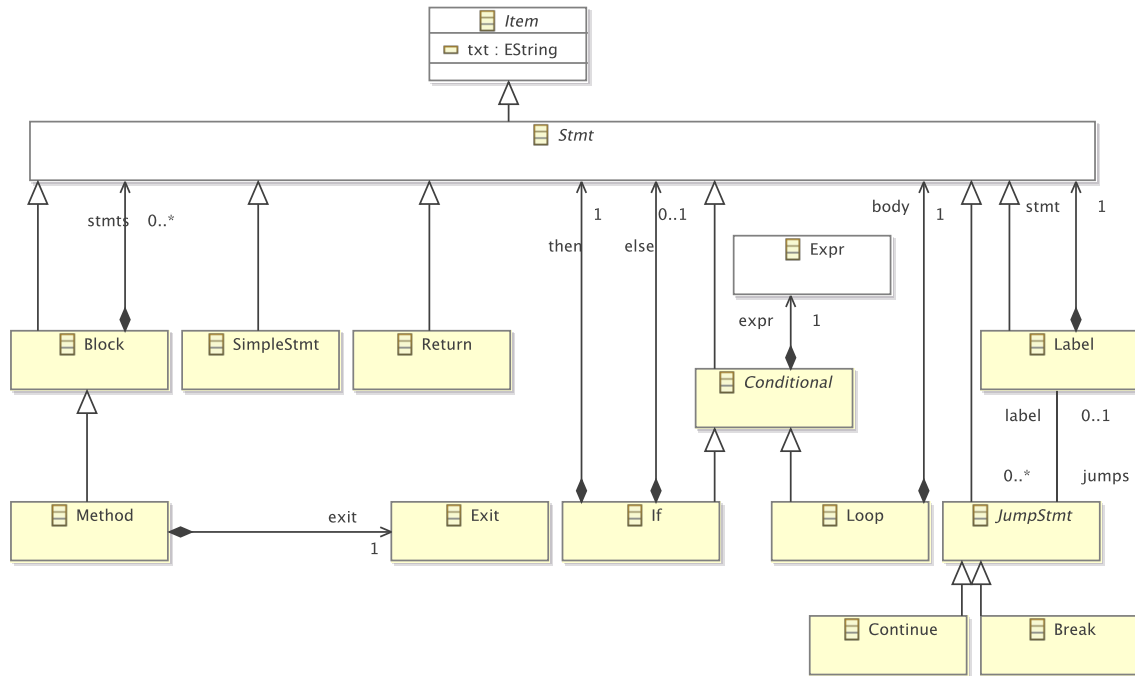 Item
txt : EString
Stmt
stmts 0..*
1
0..1
body
1
stmt
1
then
else
Expr
expr
1
Block
SimpleStmt
Return
Label
Conditional
label
0..1
0..*
jumps
Method
exit
1
Exit
If
Loop
JumpStmt
Continue
Break